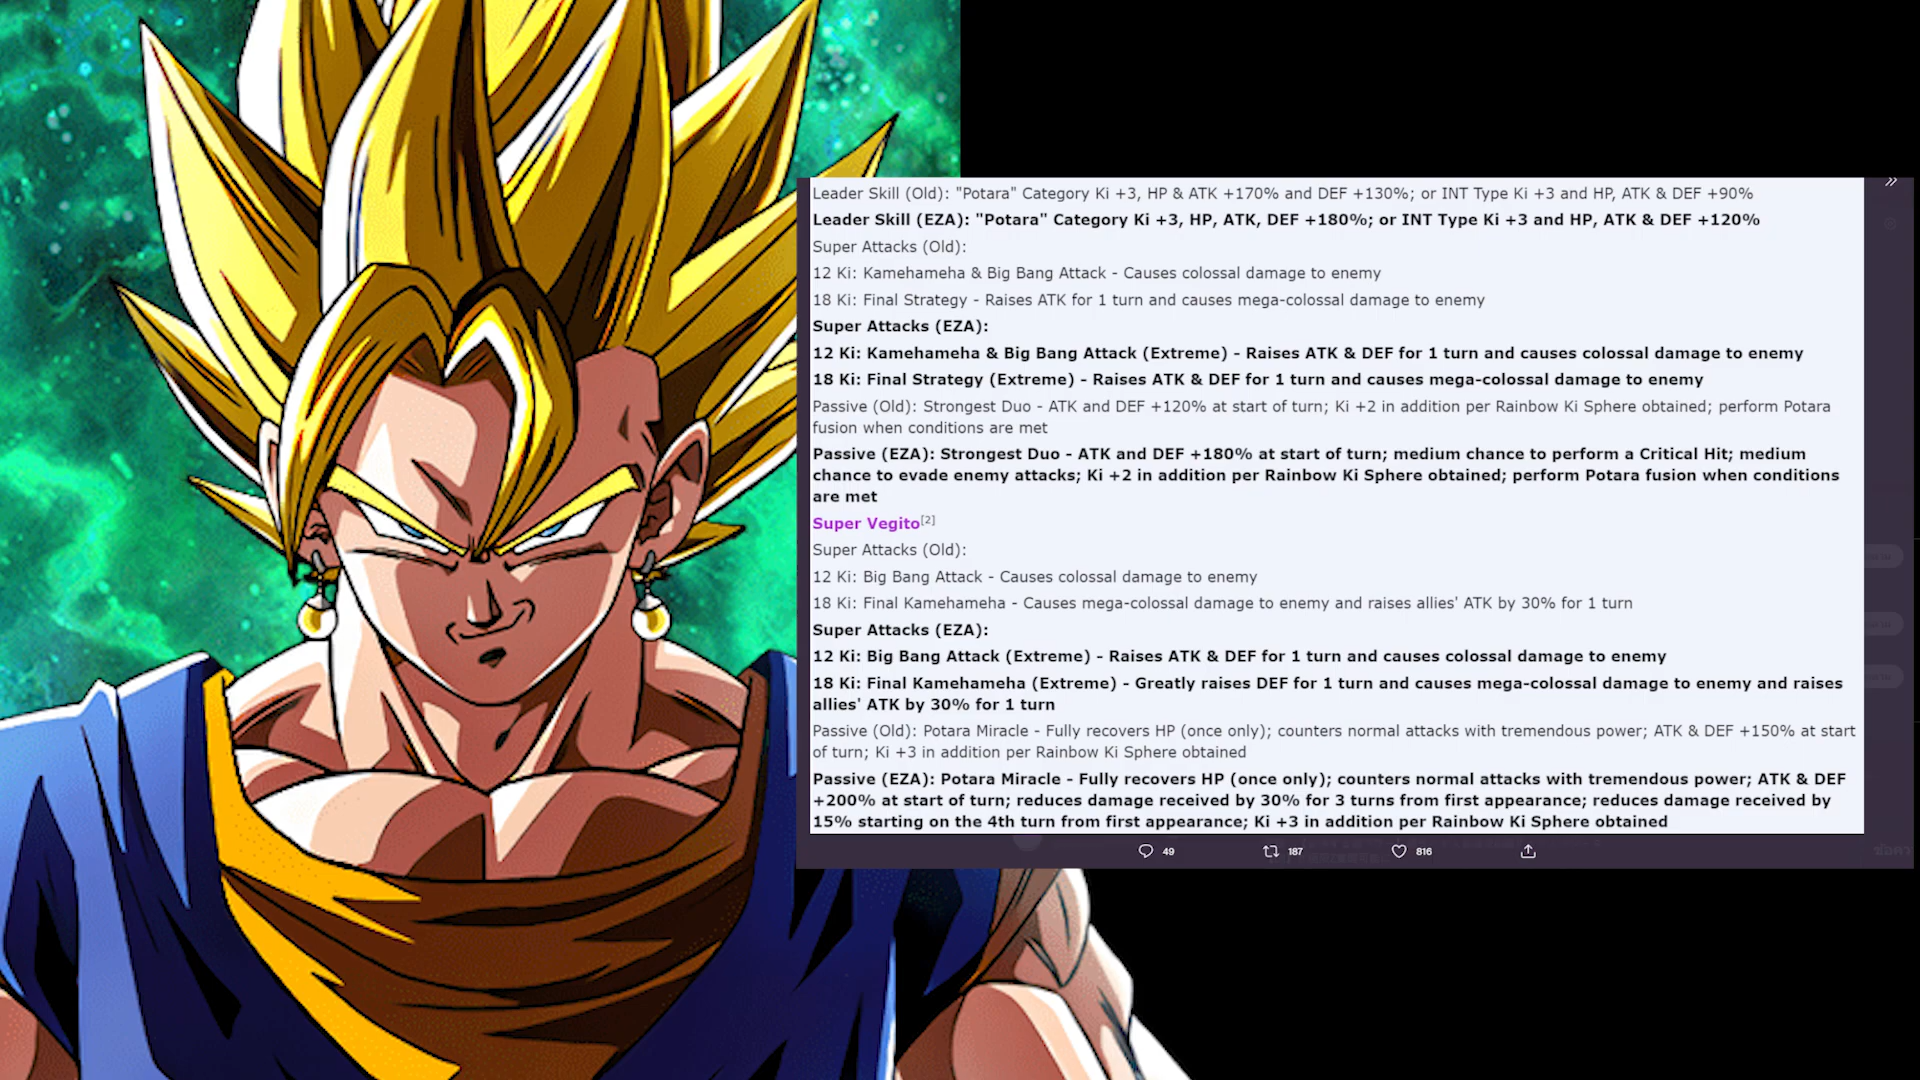 Leader Skill (Old): "Potara" Category Ki +3, HP & ATK +170% and DEF +130%; or INT Type Ki +3 and HP, ATK & DEF +90%
Leader Skill (EZA): "Potara" Category Ki +3, HP, ATK, DEF +180%; or INT Type Ki +3 and HP, ATK & DEF +120%
Super Attacks (Old):
12 Ki: Kamehameha & Big Bang Attack - Causes colossal damage to enemy
18 Ki: Final Strategy - Raises ATK for 1 turn and causes mega-colossal damage to enemy
Super Attacks (EZA):
12 Ki: Kamehameha & Big Bang Attack (Extreme) - Raises ATK & DEF for 1 turn and causes colossal damage to enemy
18 Ki: Final Strategy (Extreme) - Raises ATK & DEF for 1 turn and causes mega-colossal damage to enemy
Passive (Old): Strongest Duo - ATK and DEF +120% at start of turn; Ki +2 in addition per Rainbow Ki Sphere obtained; perform Potara
fusion when conditions are met
Passive (EZA): Strongest Duo - ATK and DEF +180% at start of turn; medium chance to perform a Critical Hit; medium
chance to evade enemy attacks; Ki +2 in addition per Rainbow Ki Sphere obtained; perform Potara fusion when conditions
are met
Super Vegito[2]
Super Attacks (Old):
12 Ki: Big Bang Attack - Causes colossal damage to enemy
18 Ki: Final Kamehameha - Causes mega-colossal damage to enemy and raises allies' ATK by 30% for 1 turn
Super Attacks (EZA):
12 Ki: Big Bang Attack (Extreme) - Raises ATK & DEF for 1 turn and causes colossal damage to enemy
18 Ki: Final Kamehameha (Extreme) - Greatly raises DEF for 1 turn and causes mega-colossal damage to enemy and raises
allies' ATK by 30% for 1 turn
Passive (Old): Potara Miracle - Fully recovers HP (once only); counters normal attacks with tremendous power; ATK & DEF +150% at start
of turn; Ki +3 in addition per Rainbow Ki Sphere obtained
Passive (EZA): Potara Miracle - Fully recovers HP (once only); counters normal attacks with tremendous power; ATK & DEF
+200% at start of turn; reduces damage received by 30% for 3 turns from first appearance; reduces damage received by
15% starting on the 4th turn from first appearance; Ki +3 in addition per Rainbow Ki Sphere obtained
49 187 816